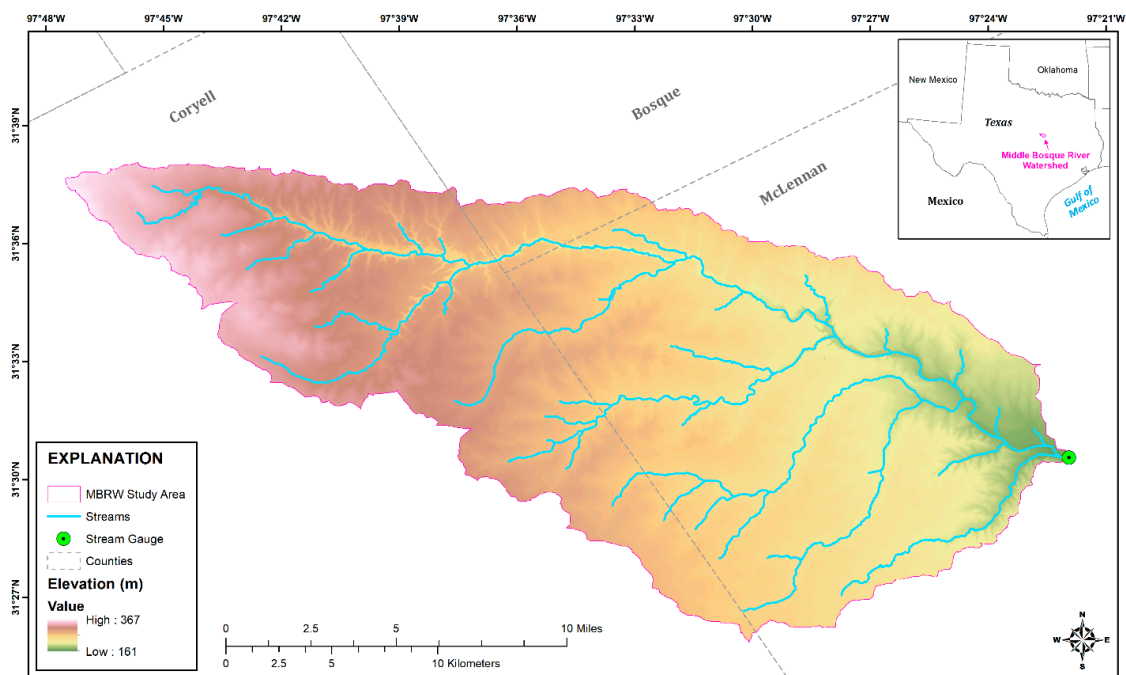 97°48'W 97°45'W 97°42'W 97°39'W 97°36'W 97°33'W 97°30'W 97°27'W 97°24'W 97°21'W
31°39'N
31°36'N
31°33'N
31°30'N
31°27'N
Coryell
Bosque
McLennan
New Mexico
Oklahoma
Texas
Middle Bosque River
Watershed
Mexico
Gulf of
Mexico
EXPLANATION
MBRW Study Area
Streams
Stream Gauge
Counties
Elevation (m)
Value
High : 367
Low : 161
0 2.5 5 10 Miles
0 2.5 5 10 Kilometers
N
W E
S